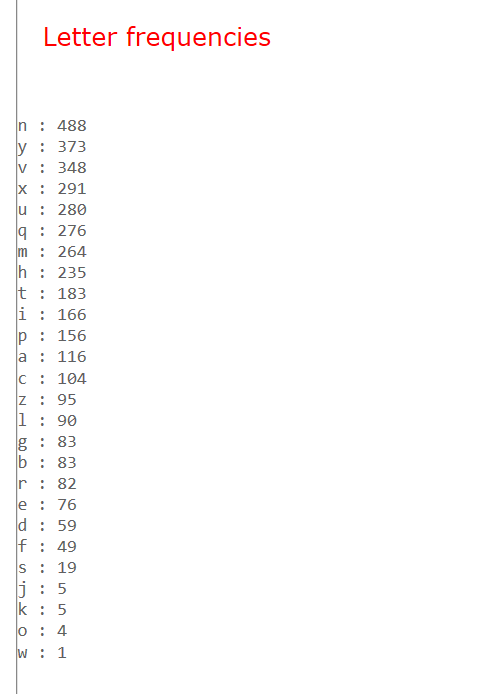 Letter frequencies
n : 488
y : 373
v : 348
x : 291
u : 280
q : 276
m : 264
h : 235
t : 183
i : 166
p : 156
a : 116
c : 104
z : 95
l : 90
g : 83
b : 83
r : 82
e : 76
d : 59
f : 49
s : 19
j : 5
k : 5
o : 4
w : 1